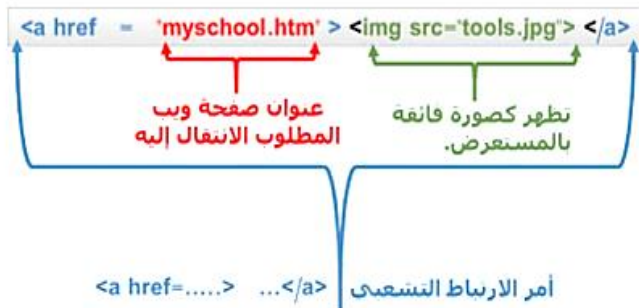 <a href = "myschool.htm" > <img src="tools.jpg"> </a>
عنوان صفحة ويب
المطلوب الانتقال إليه
تظهر كصورة فائقة
بالمستعرض.
أمر الارتباط التشعبى <a href=.....> ...</a>